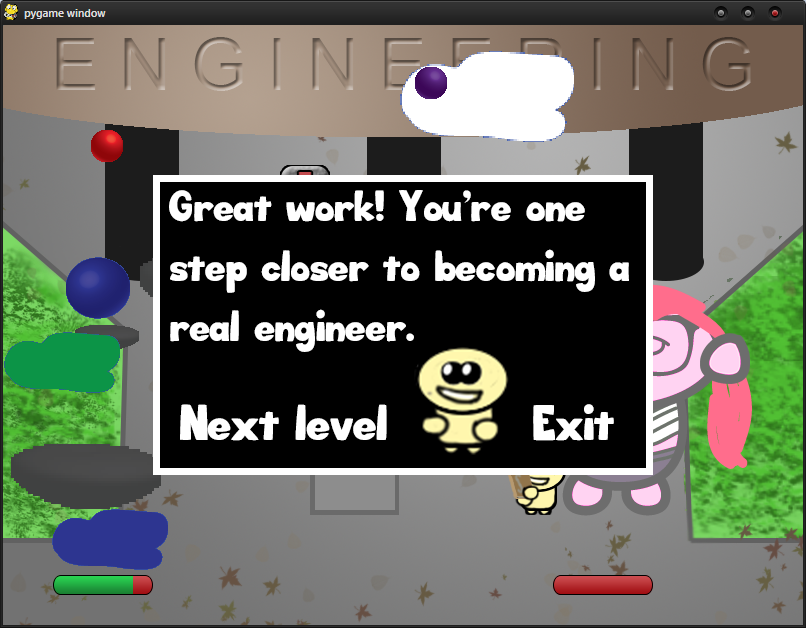 pygame window
ENGINEERING
Great work! You're one
step closer to becoming a
real engineer.
Next level
Exit